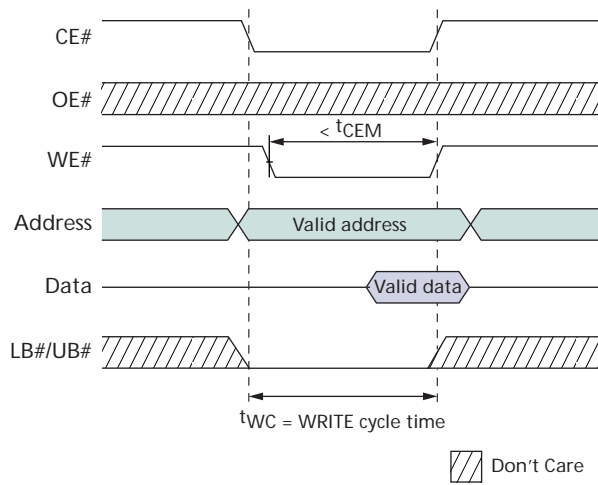 CE#
OE#
< tCEM
WE#
Address
Valid address
Data
Valid data
LB#/UB#
tWC = WRITE cycle time
Don't Care